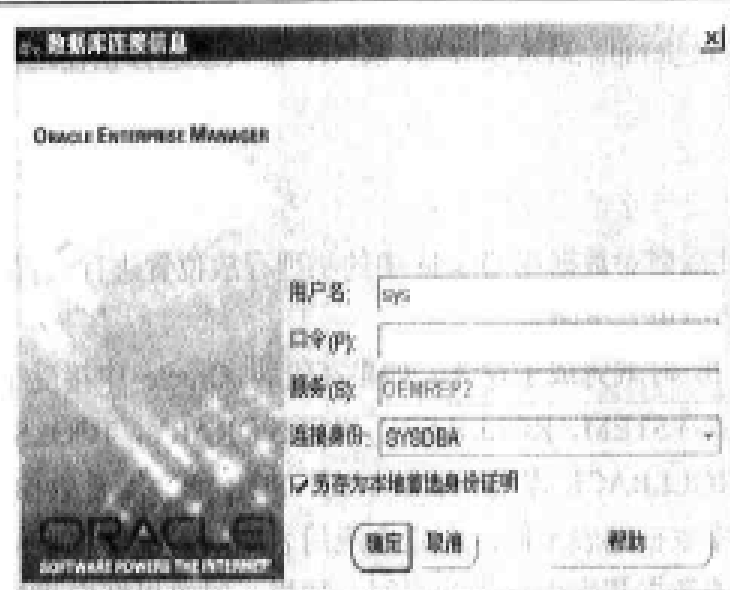 数据库连接信息
ORACLE ENTERPRISE MANAGER
用户名: sys
口令(P):
服务(S): OEMREP2
连接身份: SYSDBA
另存为本地首选身份证明
确定 取消 帮助
ORACLE
SOFTWARE POWERS THE INTERNET